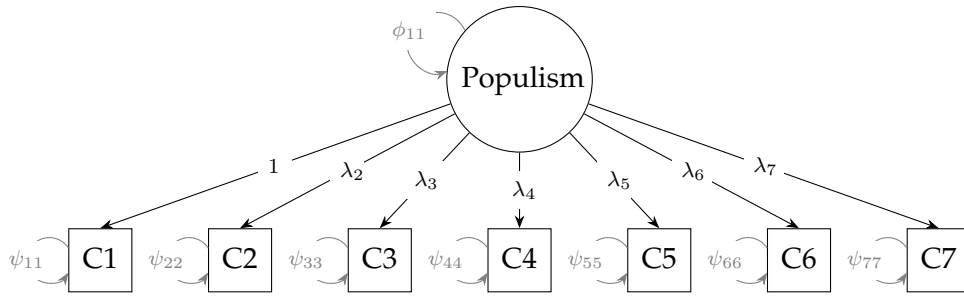 ϕ₁₁
Populism
1 λ₂ λ₃ λ₄ λ₅ λ₆ λ₇
ψ₁₁ C1 ψ₂₂ C2 ψ₃₃ C3 ψ₄₄ C4 ψ₅₅ C5 ψ₆₆ C6 ψ₇₇ C7